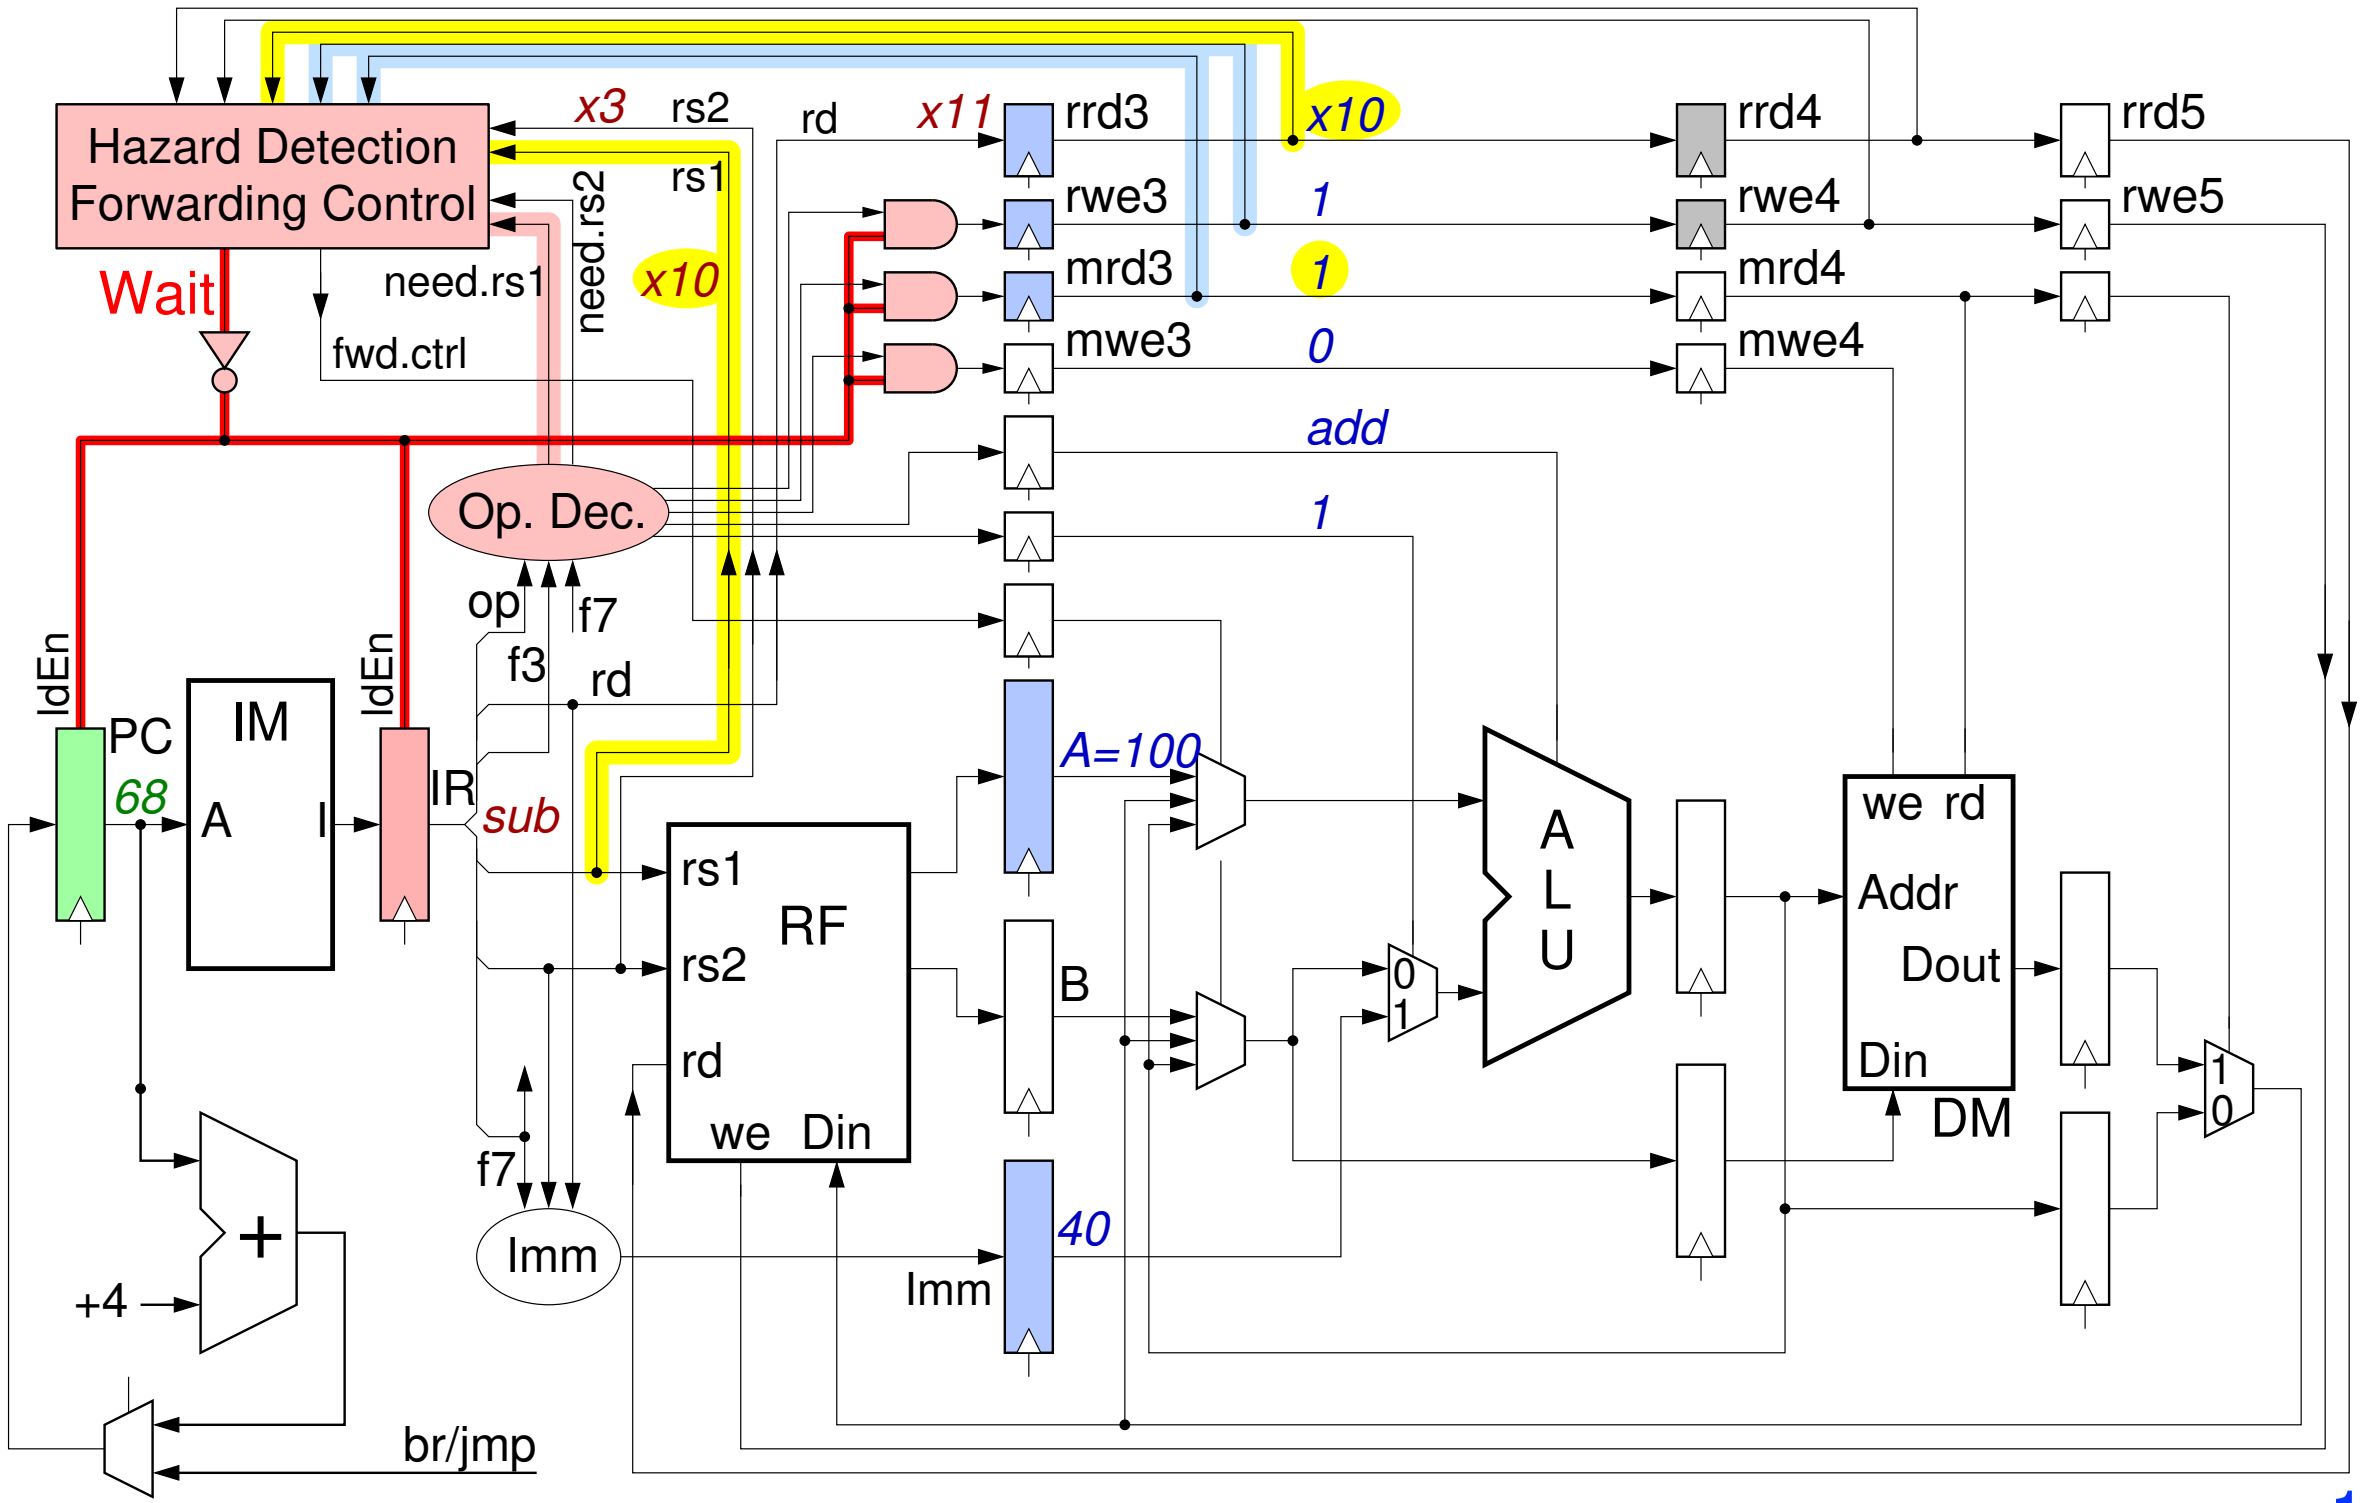 x3
rs2
rd
x11
rrd3
x10
rrd4
rrd5
Hazard Detection
Forwarding Control
rs1
need.rs2
rwe3
1
rwe4
rwe5
Wait
need.rs1
x10
mrd3
1
mrd4
fwd.ctrl
mwe3
0
mwe4
add
Op. Dec.
1
op
f7
f3
ldEn
ldEn
rd
PC
68
IM
A
I
IR
sub
A=100
rs1
RF
rs2
B
rd
we Din
0
1
A
L
U
we rd
Addr
Dout
Din
DM
1
0
f7
+
+4
Imm
Imm
40
br/jmp